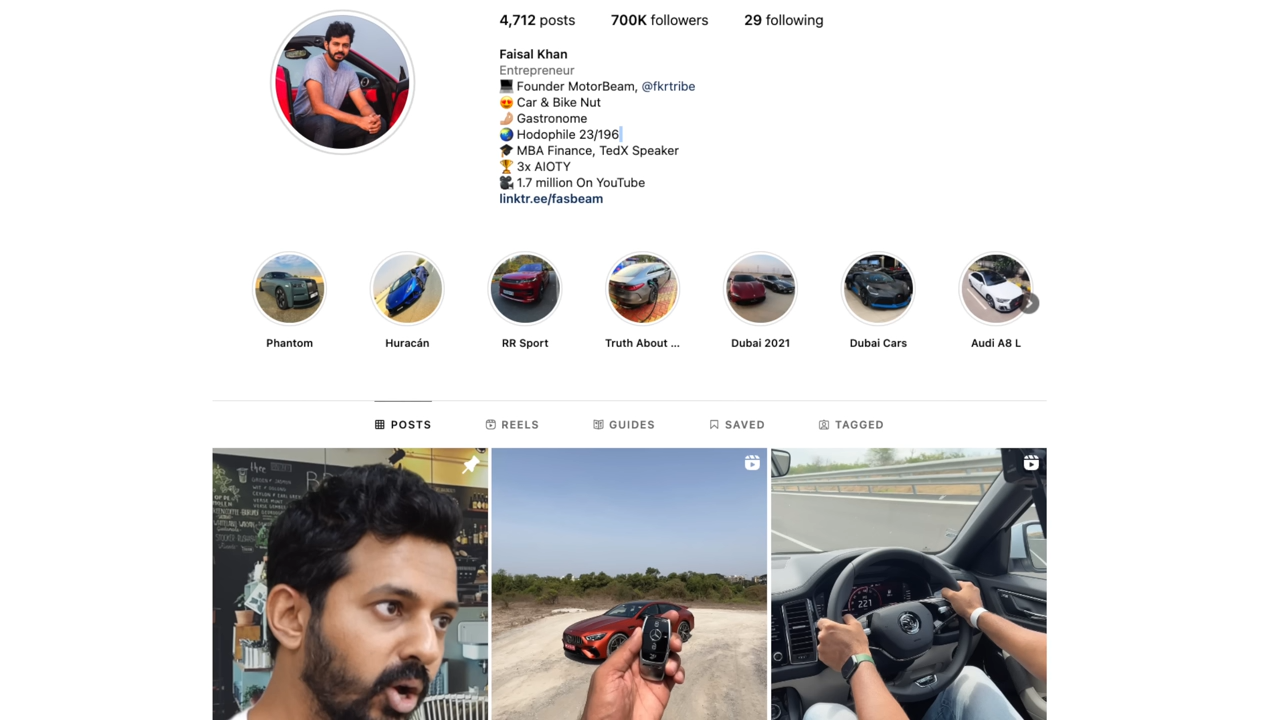 4,712 posts 700K followers 29 following
Faisal Khan
Entrepreneur
💻 Founder MotorBeam, @fkrtribe
😍 Car & Bike Nut
🤌🏼 Gastronome
🌏 Hodophile 23/196
🎓 MBA Finance, TedX Speaker
🏆 3x AIOTY
🎥 1.7 million On YouTube
linktr.ee/fasbeam
Phantom Huracán RR Sport Truth About ... Dubai 2021 Dubai Cars Audi A8 L
POSTS REELS GUIDES SAVED TAGGED
221